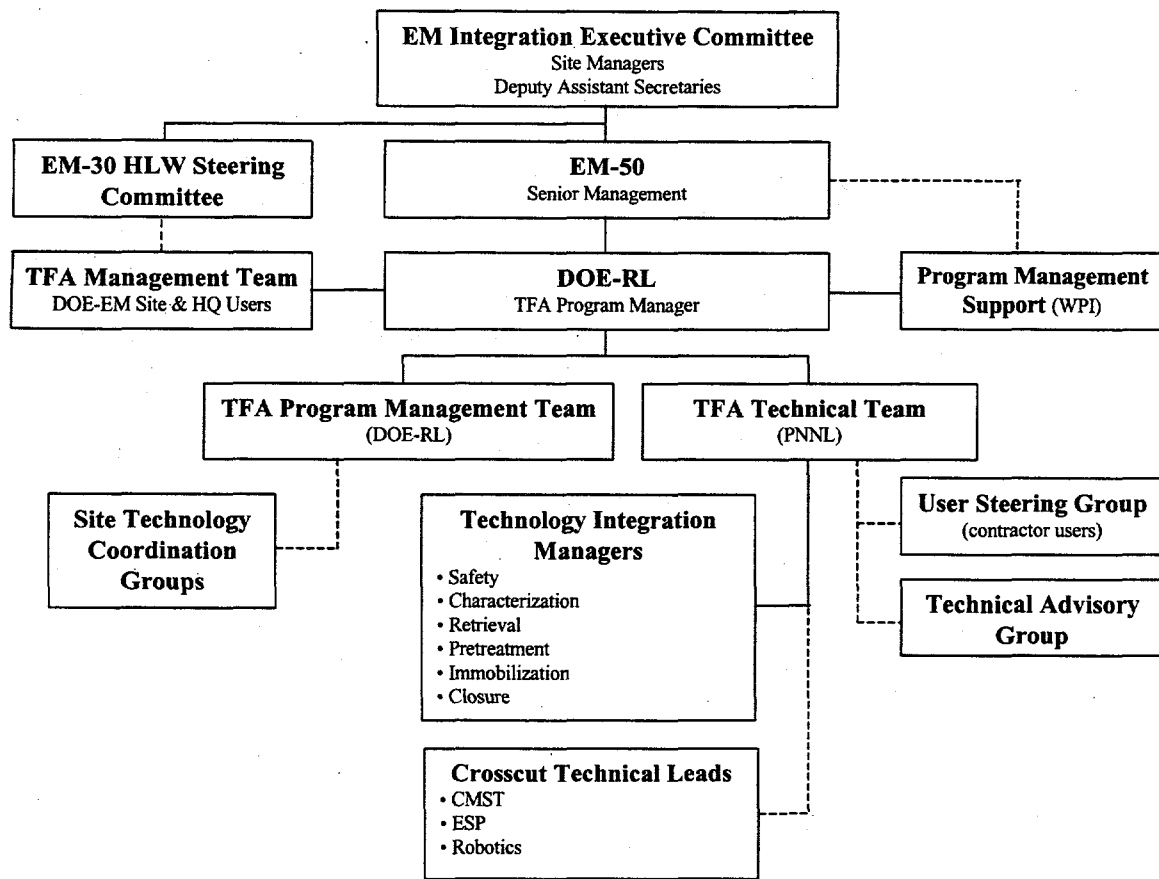 EM Integration Executive Committee
Site Managers
Deputy Assistant Secretaries
EM-30 HLW Steering
Committee
EM-50
Senior Management
TFA Management Team
DOE-EM Site & HQ Users
DOE-RL
TFA Program Manager
Program Management
Support (WPI)
TFA Program Management Team
(DOE-RL)
TFA Technical Team
(PNNL)
Site Technology
Coordination
Groups
Technology Integration
Managers
• Safety
• Characterization
• Retrieval
• Pretreatment
• Immobilization
• Closure
User Steering Group
(contractor users)
Technical Advisory
Group
Crosscut Technical Leads
• CMST
• ESP
• Robotics